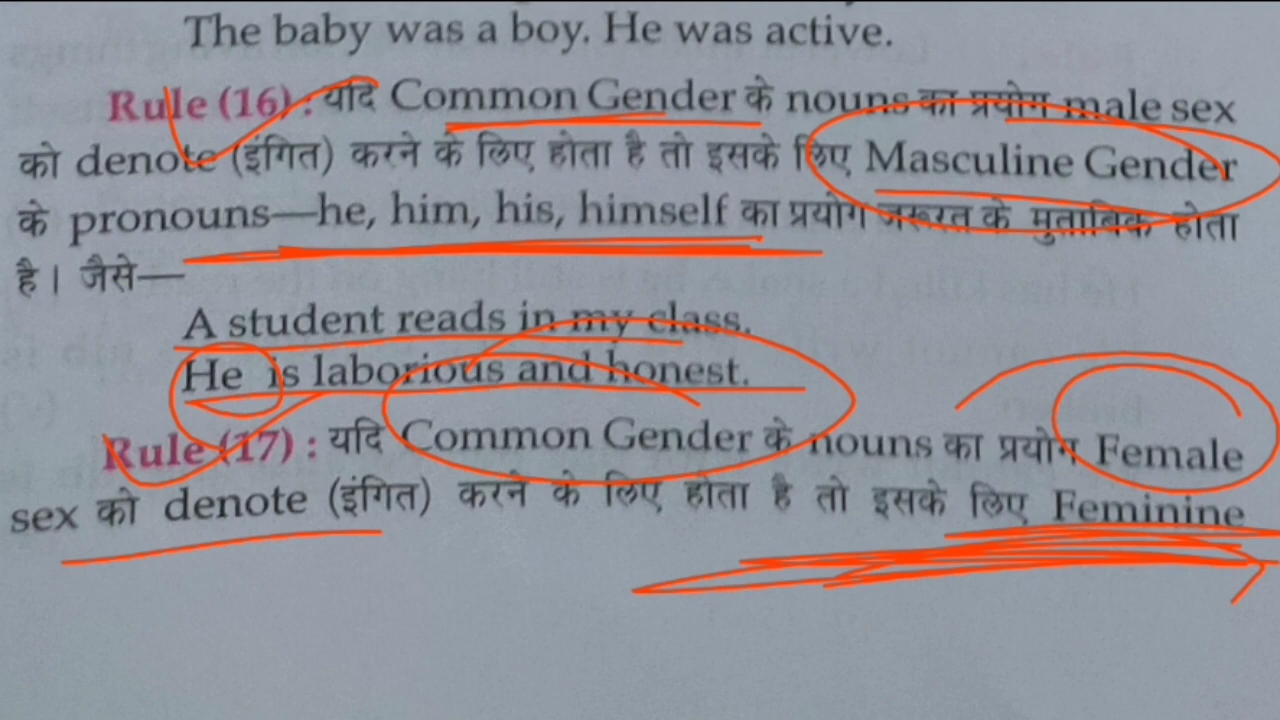 The baby was a boy. He was active.
Rule (16) : यदि Common Gender के nouns का प्रयोग male sex
को denote (इंगित) करने के लिए होता है तो इसके लिए Masculine Gender
के pronouns—he, him, his, himself का प्रयोग जरूरत के मुताबिक होता
है। जैसे—
A student reads in my class.
He is laborious and honest.
Rule (17) : यदि Common Gender के nouns का प्रयोग Female
sex को denote (इंगित) करने के लिए होता है तो इसके लिए Feminine